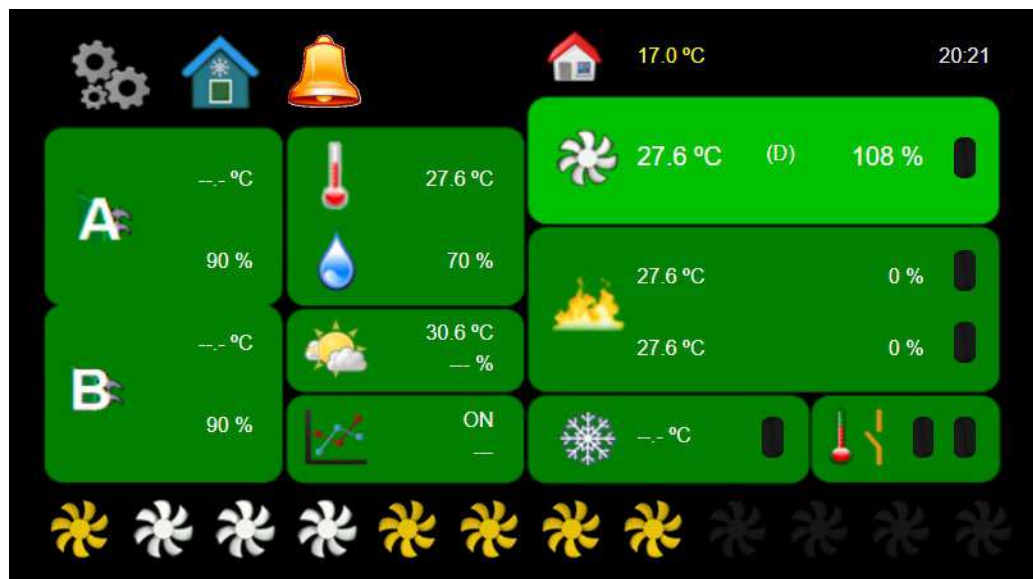 17.0 ºC
20:21
27.6 ºC (D) 108 %
A
--.- ºC
90 %
27.6 ºC
70 %
27.6 ºC 0 %
27.6 ºC 0 %
B
--.- ºC
90 %
30.6 ºC
--- %
ON
---
--.- ºC